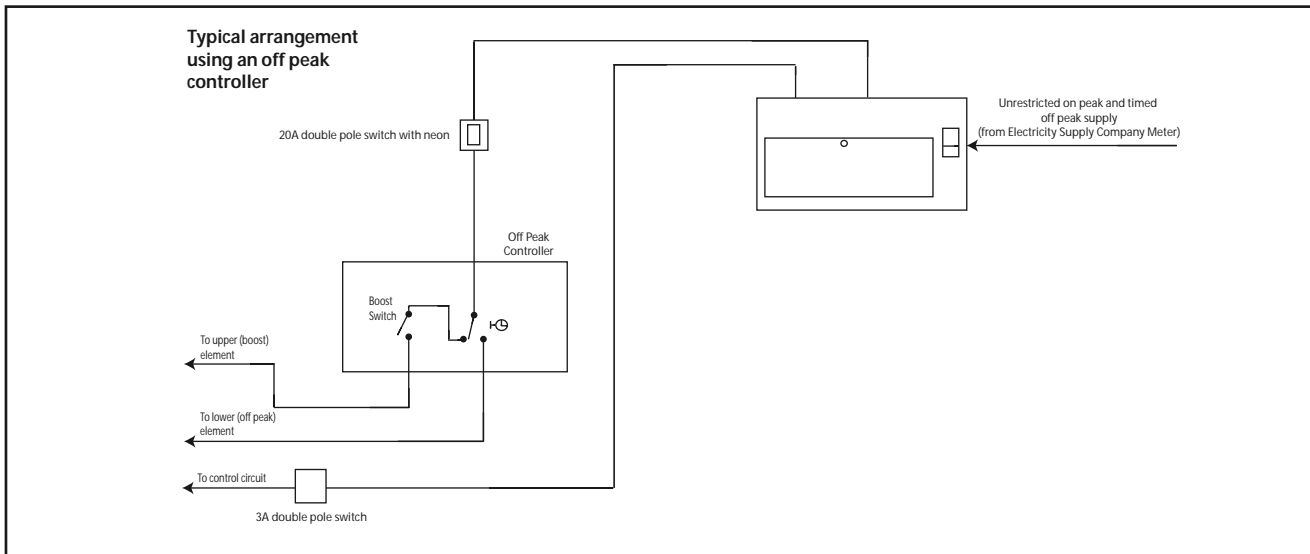 Typical arrangement
using an off peak
controller
20A double pole switch with neon
Unrestricted on peak and timed
off peak supply
(from Electricity Supply Company Meter)
Off Peak
Controller
Boost
Switch
To upper (boost)
element
To lower (off peak)
element
To control circuit
3A double pole switch